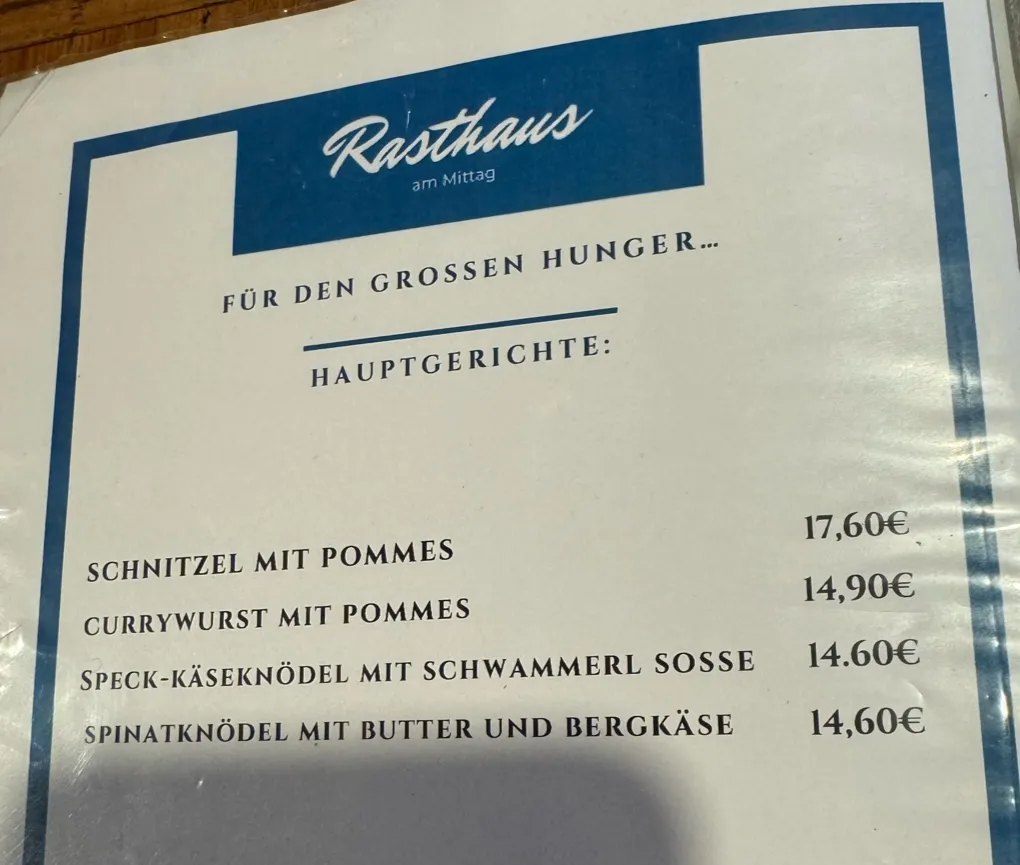 Rasthaus
am Mittag
FÜR DEN GROSSEN HUNGER...
HAUPTGERICHTE:
SCHNITZEL MIT POMMES 17,60€
CURRYWURST MIT POMMES 14,90€
SPECK-KÄSEKNÖDEL MIT SCHWAMMERL SOSSE 14.60€
SPINATKNÖDEL MIT BUTTER UND BERGKÄSE 14,60€